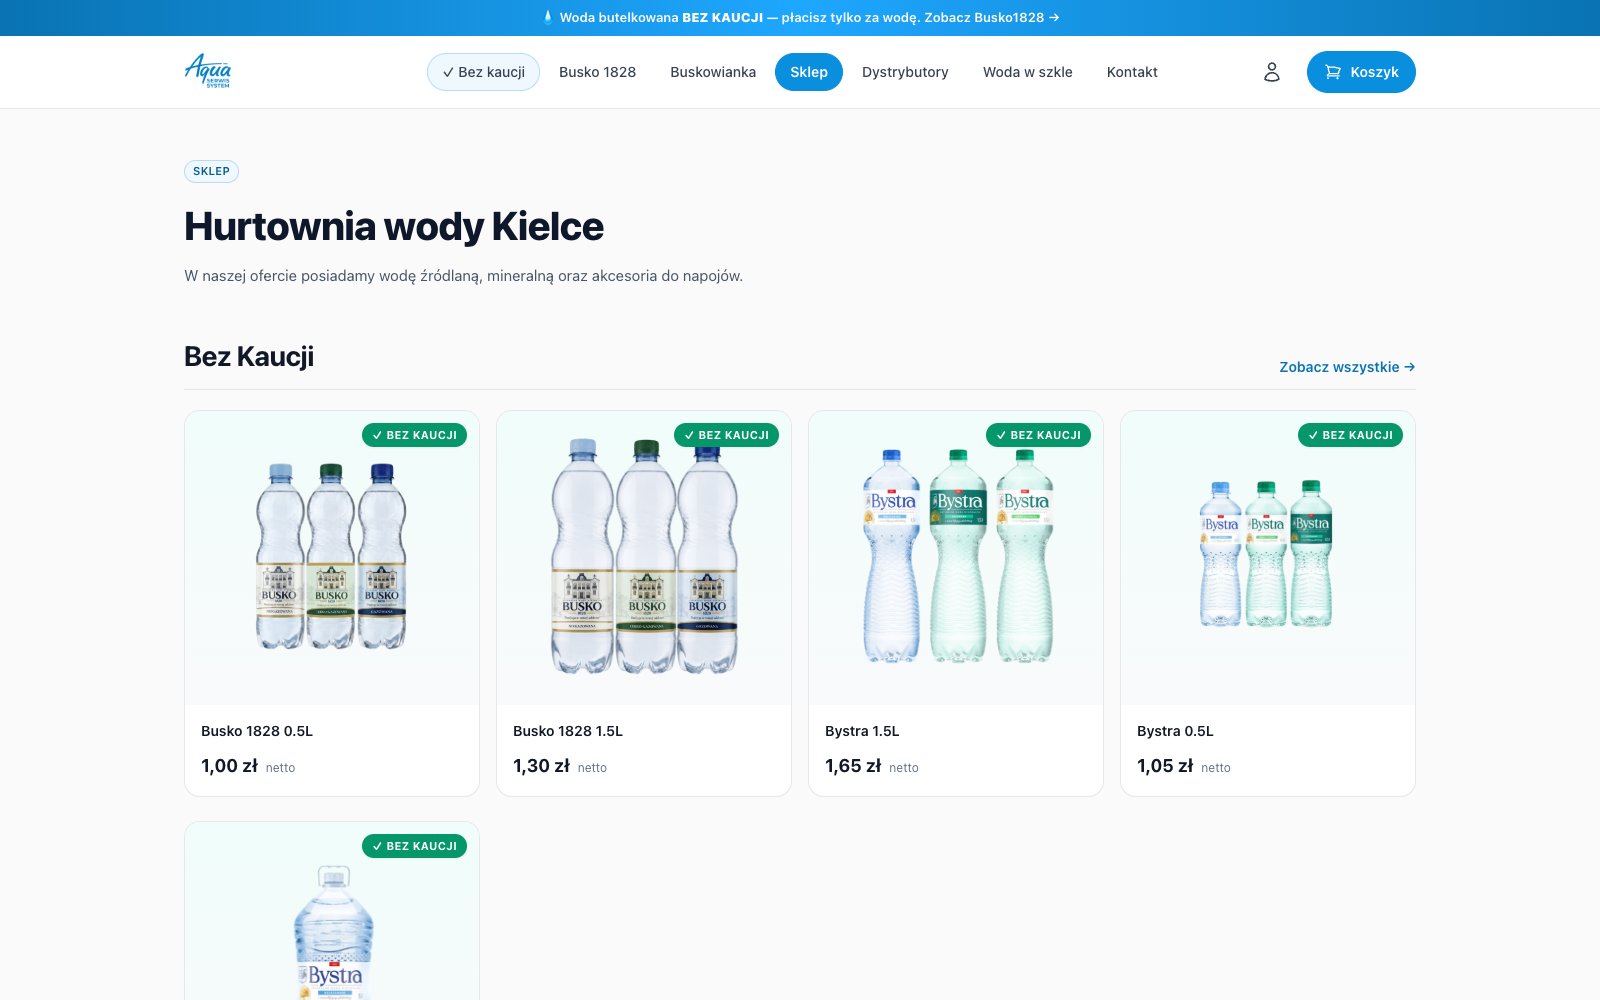 💧 Woda butelkowana BEZ KAUCJI — płacisz tylko za wodę. Zobacz Busko1828 →
Aqua
SERWIS
SYSTEM
✓ Bez kaucji
Busko 1828
Buskowianka
Sklep
Dystrybutory
Woda w szkle
Kontakt
Koszyk
SKLEP
Hurtownia wody Kielce
W naszej ofercie posiadamy wodę źródlaną, mineralną oraz akcesoria do napojów.
Bez Kaucji
Zobacz wszystkie →
✓ BEZ KAUCJI
BUSKO
BUSKO
BUSKO
Busko 1828 0.5L
1,00 zł netto
✓ BEZ KAUCJI
BUSKO
BUSKO
BUSKO
Busko 1828 1.5L
1,30 zł netto
✓ BEZ KAUCJI
Bystra
Bystra
Bystra
Bystra 1.5L
1,65 zł netto
✓ BEZ KAUCJI
Bystra
Bystra
Bystra
Bystra 0.5L
1,05 zł netto
✓ BEZ KAUCJI
Bystra